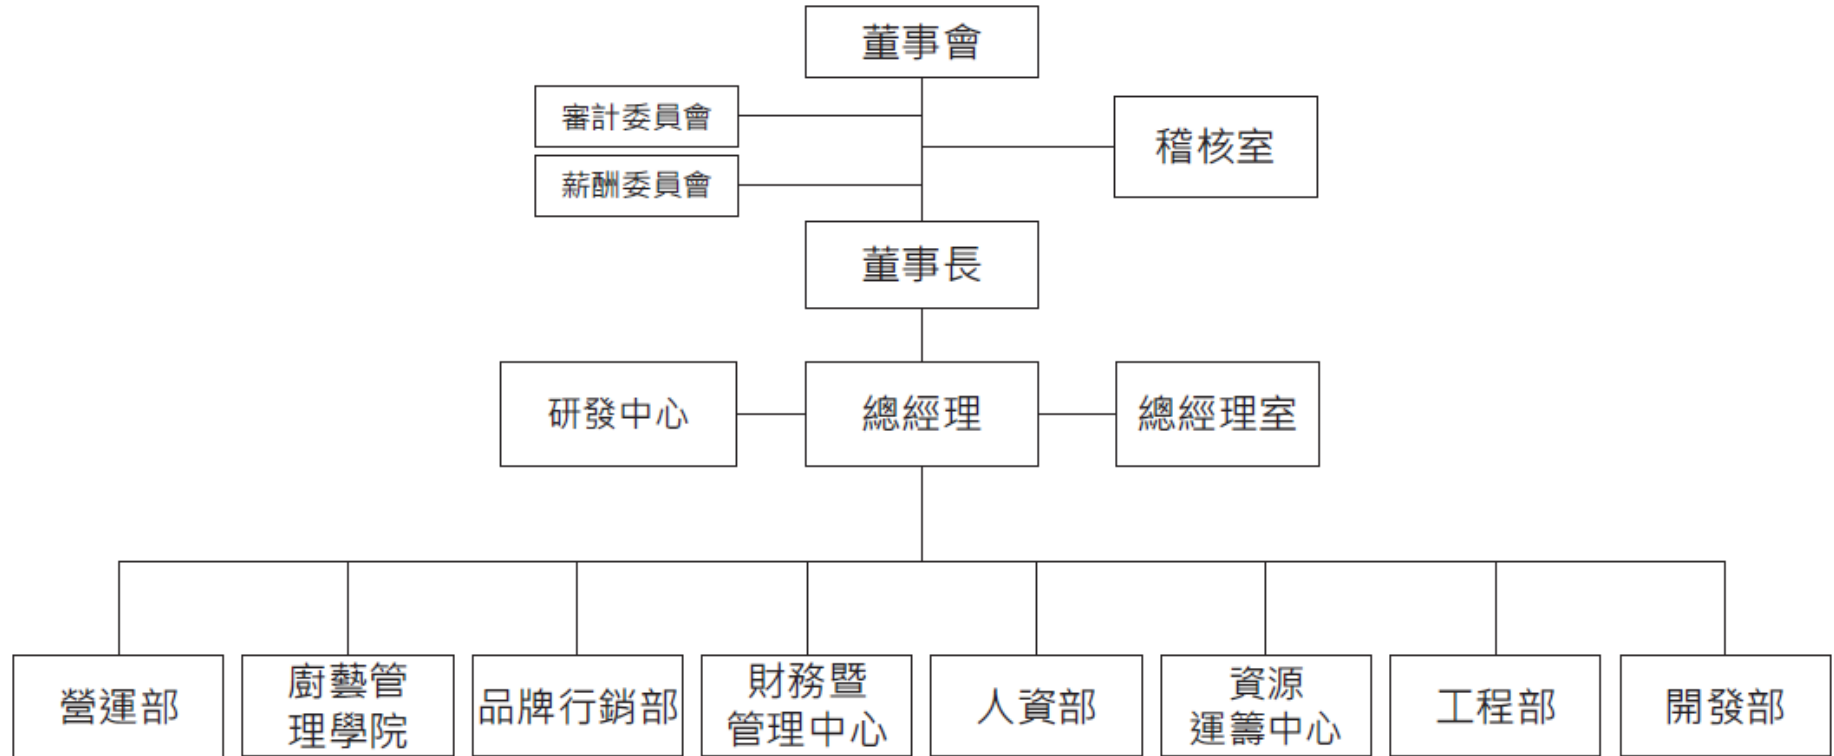 董事會
審計委員會
稽核室
薪酬委員會
董事長
研發中心
總經理
總經理室
營運部
廚藝管
理學院
品牌行銷部
財務暨
管理中心
人資部
資源
運籌中心
工程部
開發部